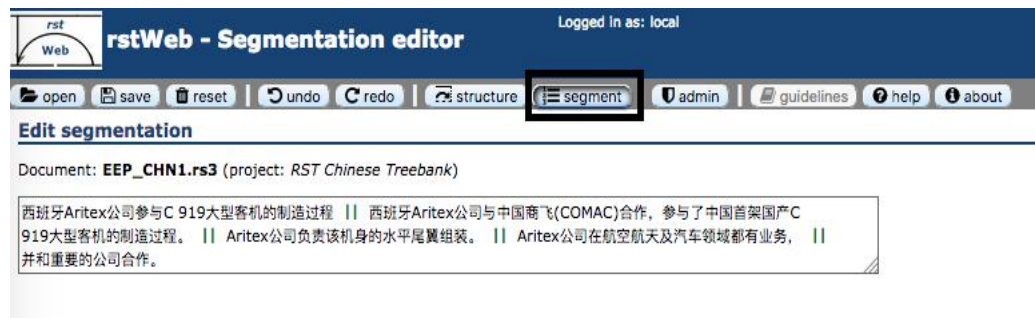 rst
Web
rstWeb - Segmentation editor
Logged in as: local
open save reset undo redo structure segment admin guidelines help about
Edit segmentation
Document: EEP_CHN1.rs3 (project: RST Chinese Treebank)
西班牙Aritex公司参与C 919大型客机的制造过程 || 西班牙Aritex公司与中国商飞(COMAC)合作，参与了中国首架国产C
919大型客机的制造过程。 || Aritex公司负责该机身的水平尾翼组装。 || Aritex公司在航空航天及汽车领域都有业务， ||
并和重要的公司合作。